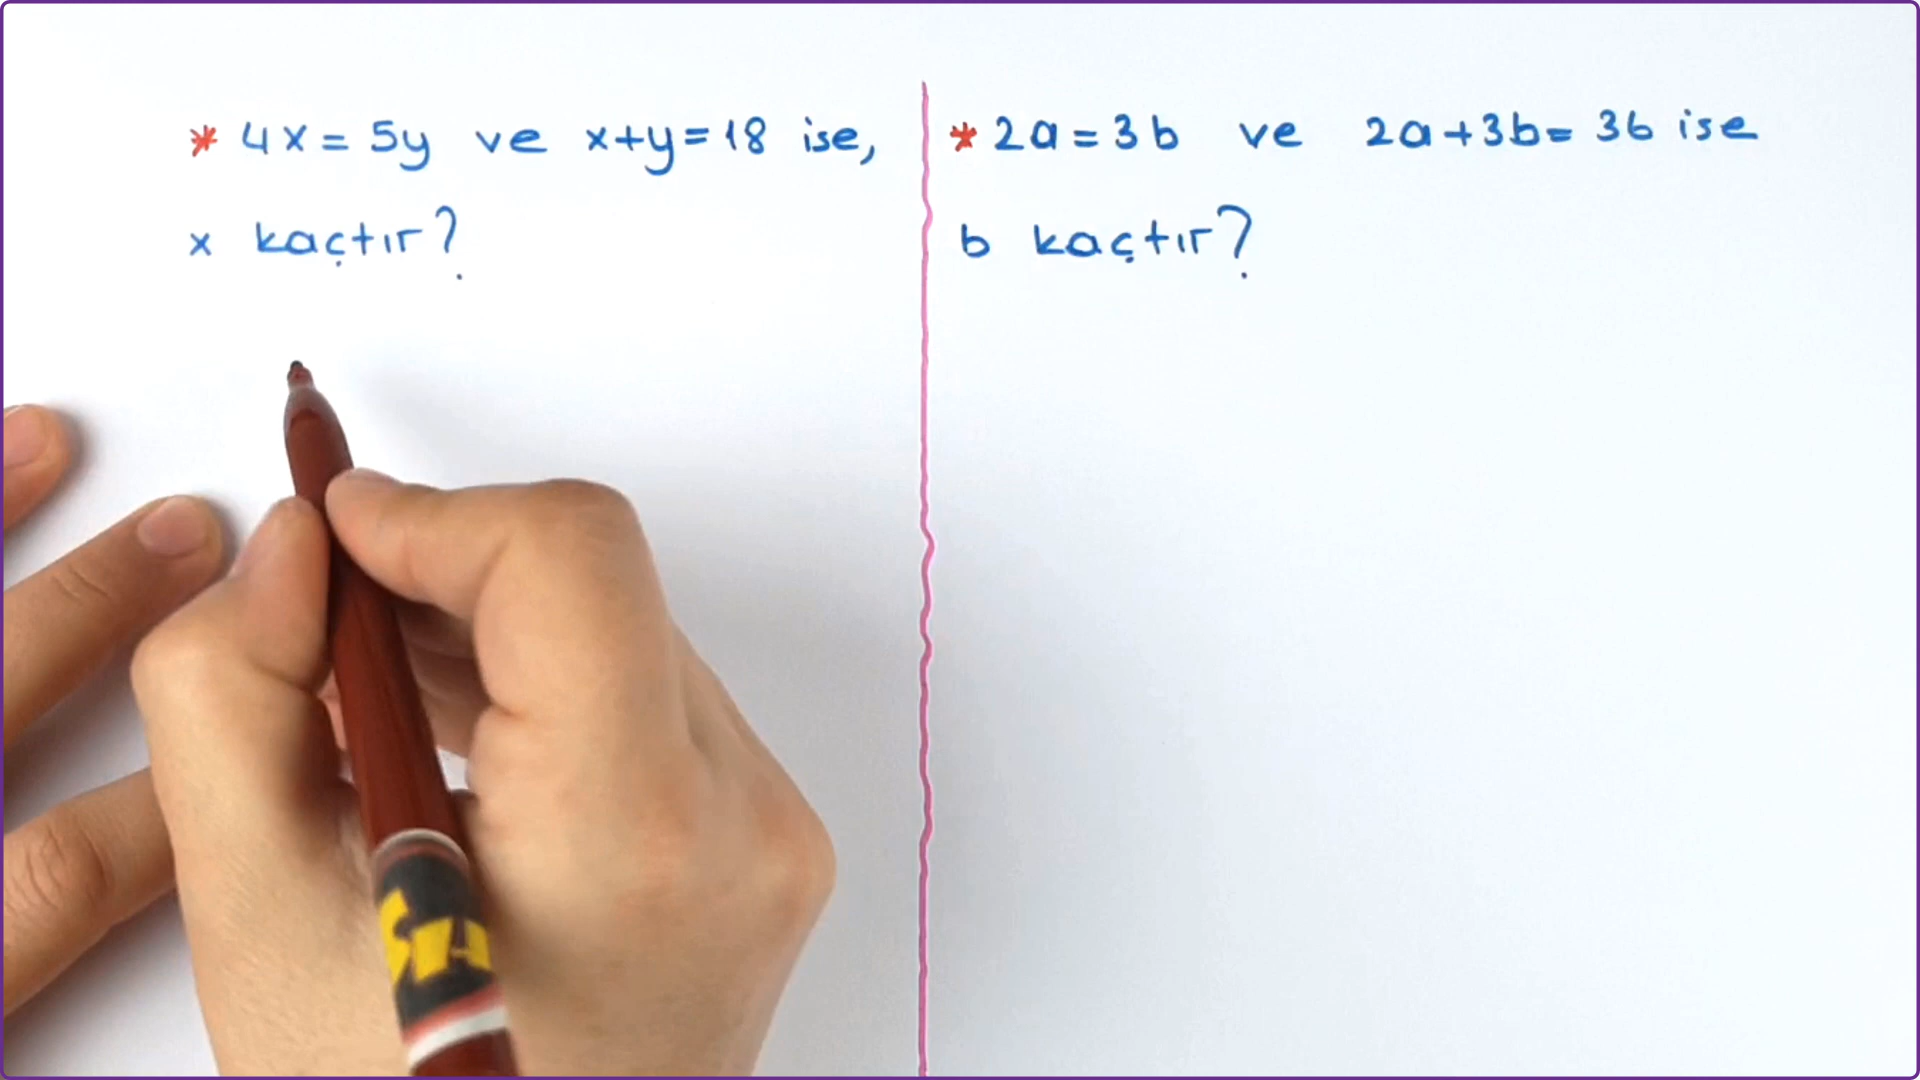 * 4x = 5y ve x+y=18 ise,
x kaçtır?
* 2a = 3b ve 2a+3b= 36 ise
b kaçtır?